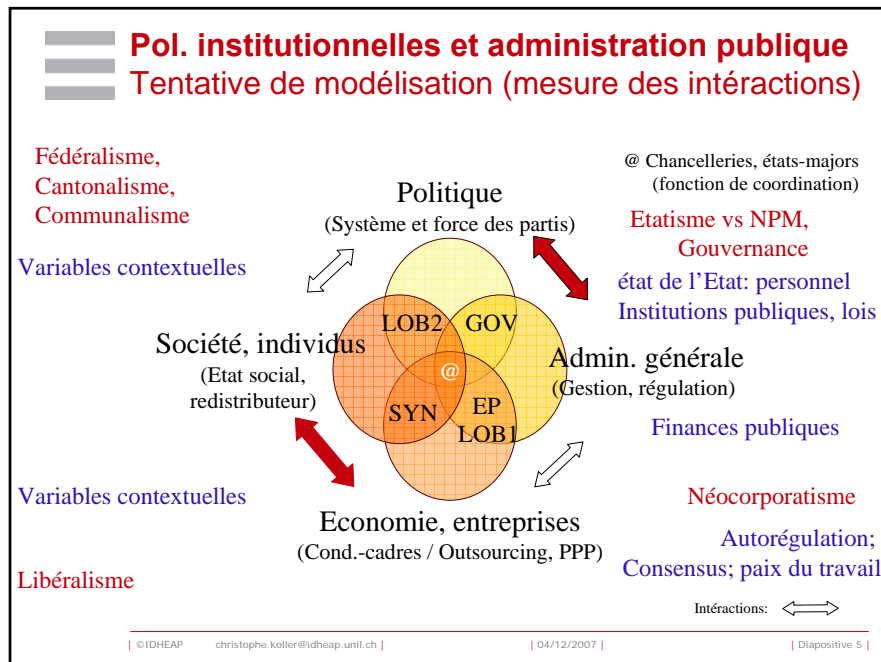 Pol. institutionnelles et administration publique
Tentative de modélisation (mesure des intéractions)
Fédéralisme,
Cantonalisme,
Communalisme
Variables contextuelles
Politique
(Système et force des partis)
@ Chancelleries, états-majors
(fonction de coordination)
Etatisme vs NPM,
Gouvernance
état de l'Etat: personnel
Institutions publiques, lois
LOB2
GOV
Société, individus
(Etat social,
redistributeur)
@
Admin. générale
(Gestion, régulation)
SYN
EP
LOB1
Finances publiques
Variables contextuelles
Libéralisme
Economie, entreprises
(Cond.-cadres / Outsourcing, PPP)
Néocorporatisme
Autorégulation;
Consensus; paix du travail
Intéractions:
| ©IDHEAP christophe.koller@idheap.unil.ch | | 04/12/2007 | | Diapositive 5 |